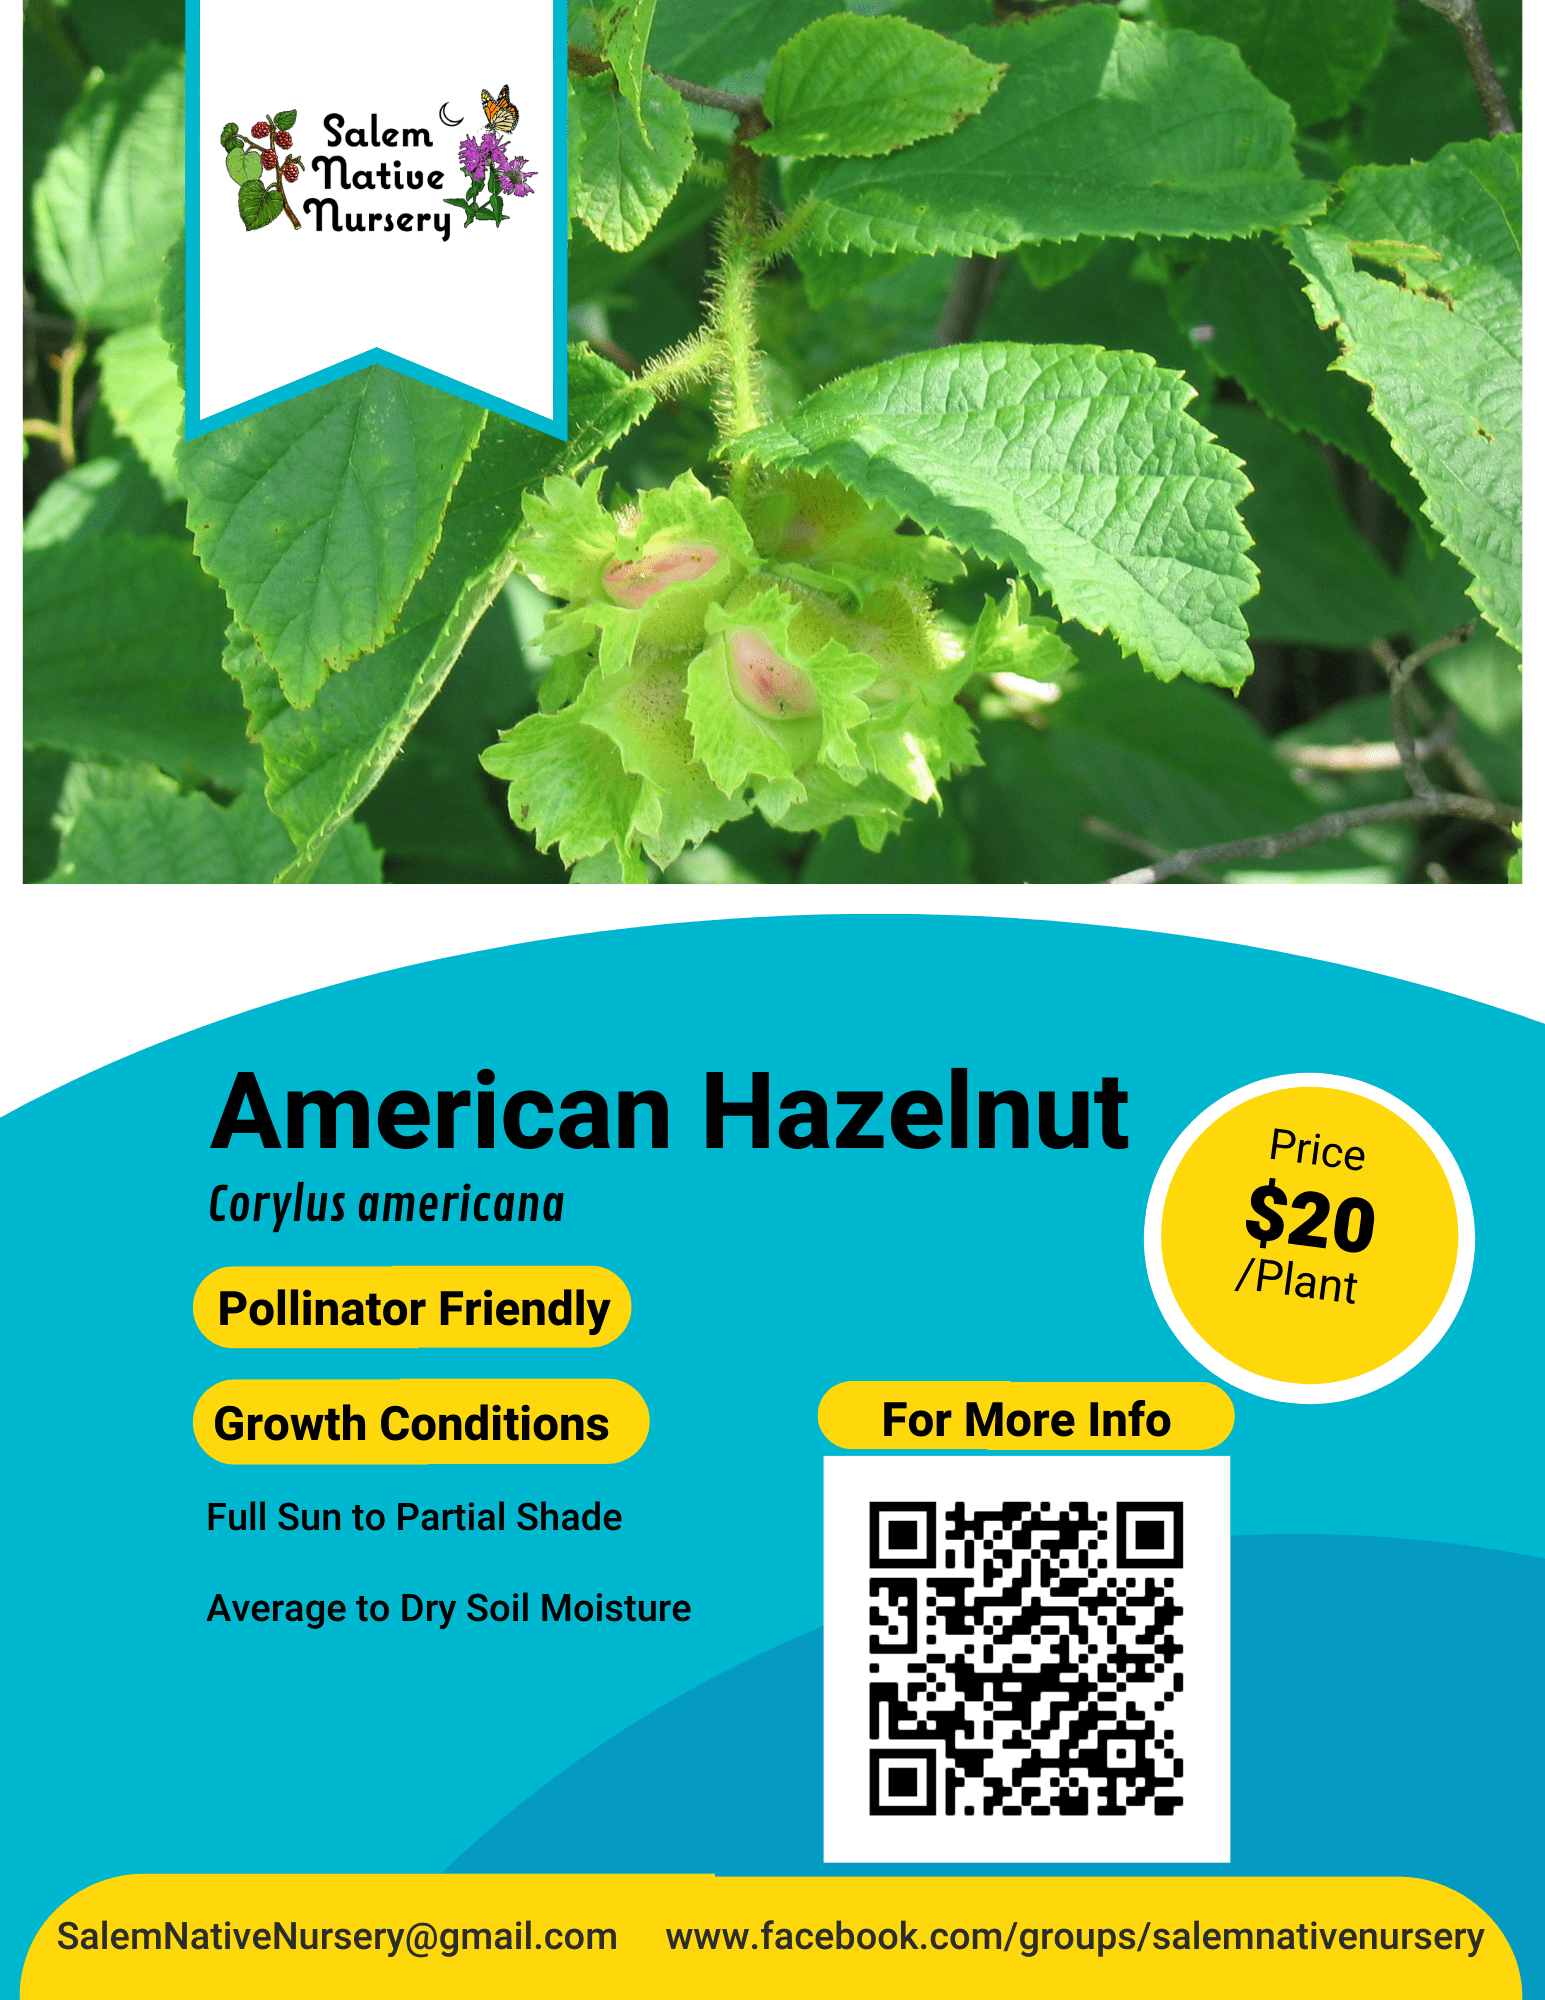 Salem
Native
Nursery
American Hazelnut
Corylus americana
Price
$20
/Plant
Pollinator Friendly
Growth Conditions
For More Info
Full Sun to Partial Shade
Average to Dry Soil Moisture
SalemNativeNursery@gmail.com
www.facebook.com/groups/salemnativenursery